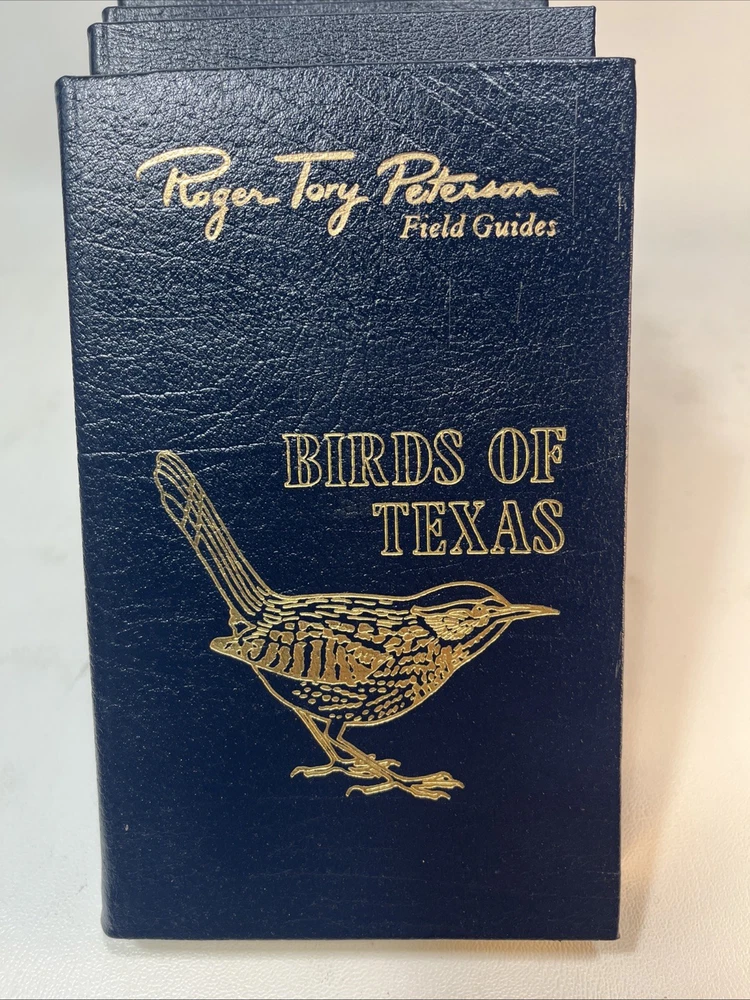 Roger Tory Peterson
Field Guides
BIRDS OF
TEXAS